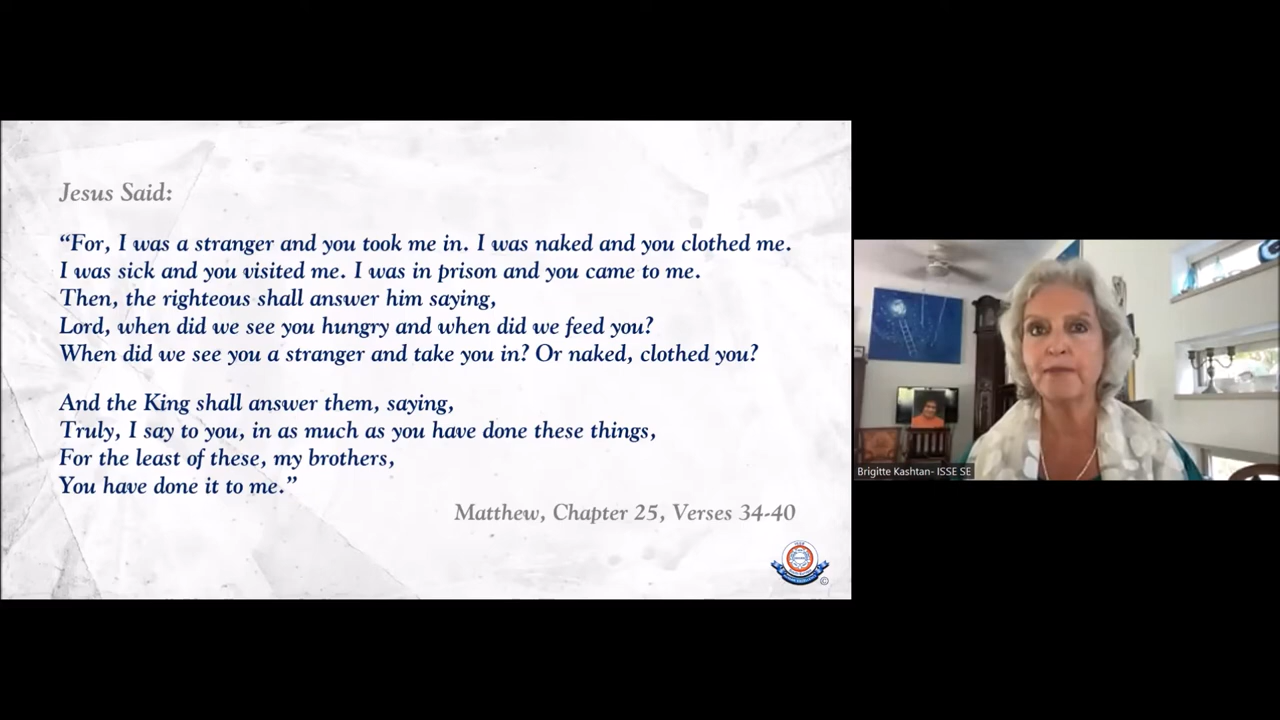 Jesus Said:
“For, I was a stranger and you took me in. I was naked and you clothed me.
I was sick and you visited me. I was in prison and you came to me.
Then, the righteous shall answer him saying,
Lord, when did we see you hungry and when did we feed you?
When did we see you a stranger and take you in? Or naked, clothed you?
And the King shall answer them, saying,
Truly, I say to you, in as much as you have done these things,
For the least of these, my brothers,
You have done it to me.”
Matthew, Chapter 25, Verses 34-40
©
Brigitte Kashtan- ISSE SE